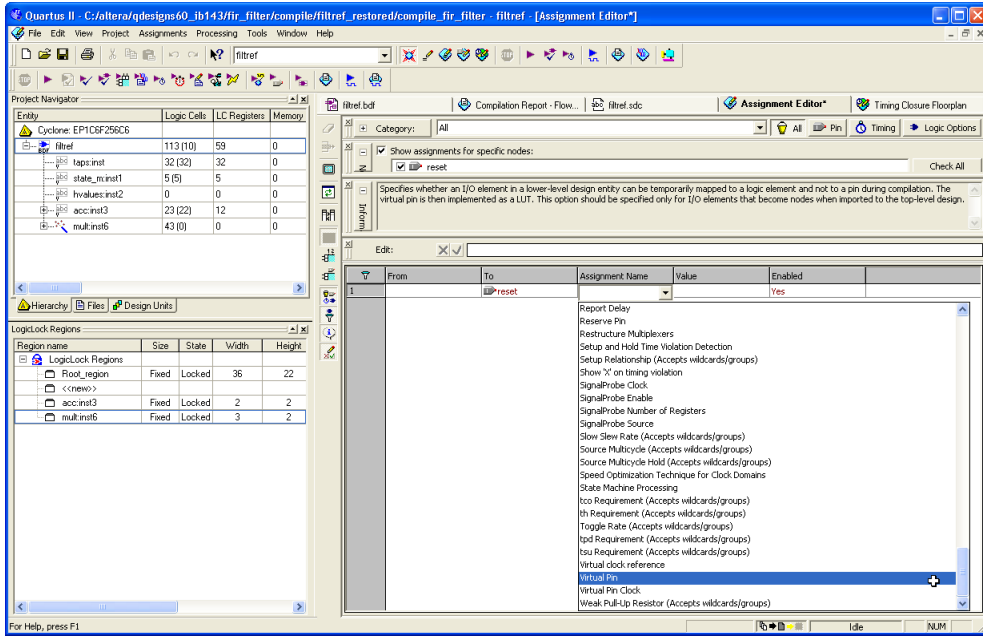 Quartus II - C:/altera/qdesigns60_ib143/fir_filter/compile/filtref_restored/compile_fir_filter - filtref - [Assignment Editor*]
File Edit View Project Assignments Processing Tools Window Help
filtref
Project Navigator
Entity Logic Cells LC Registers Memory
Cyclone: EP1C6F256C6
filtref 113 (10) 59 0
taps:inst 32 (32) 32 0
state_m:inst1 5 (5) 5 0
hvalues:inst2 0 0 0
acc:inst3 23 (22) 12 0
mult:inst6 43 (0) 0 0
Hierarchy Files Design Units
LogicLock Regions
Region name Size State Width Height
LogicLock Regions
Root_region Fixed Locked 36 22
<<new>>
acc:inst3 Fixed Locked 2 2
mult:inst6 Fixed Locked 3 2
filtref.bdf Compilation Report - Flow... filtref.sdc Assignment Editor* Timing Closure Floorplan
Category: All All Pin Timing Logic Options
Show assignments for specific nodes:
reset Check All
Specifies whether an I/O element in a lower-level design entity can be temporarily mapped to a logic element and not to a pin during compilation. The
virtual pin is then implemented as a LUT. This option should be specified only for I/O elements that become nodes when imported to the top-level design.
Inform
Edit:
From To Assignment Name Value Enabled
1 reset Yes
Report Delay
Reserve Pin
Restructure Multiplexers
Setup and Hold Time Violation Detection
Setup Relationship (Accepts wildcards/groups)
Show 'X' on timing violation
SignalProbe Clock
SignalProbe Enable
SignalProbe Number of Registers
SignalProbe Source
Slow Slew Rate (Accepts wildcards/groups)
Source Multicycle (Accepts wildcards/groups)
Source Multicycle Hold (Accepts wildcards/groups)
Speed Optimization Technique for Clock Domains
State Machine Processing
tco Requirement (Accepts wildcards/groups)
th Requirement (Accepts wildcards/groups)
Toggle Rate (Accepts wildcards/groups)
tpd Requirement (Accepts wildcards/groups)
tsu Requirement (Accepts wildcards/groups)
Virtual clock reference
Virtual Pin
Virtual Pin Clock
Weak Pull-Up Resistor (Accepts wildcards/groups)
For Help, press F1 Idle NUM